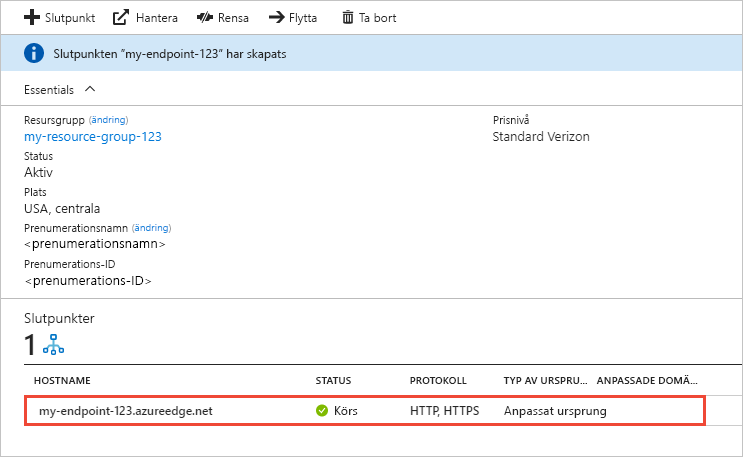 Slutpunkt Hantera Rensa Flytta Ta bort
Slutpunkten ”my-endpoint-123” har skapats
Essentials
Resursgrupp (ändring) Prisnivå
my-resource-group-123 Standard Verizon
Status
Aktiv
Plats
USA, centrala
Prenumerationsnamn (ändring)
<prenumerationsnamn>
Prenumerations-ID
<prenumerations-ID>
Slutpunkter
1
HOSTNAME STATUS PROTOKOLL TYP AV URSPRU... ANPASSADE DOMÄ...
my-endpoint-123.azureedge.net Körs HTTP, HTTPS Anpassat ursprung